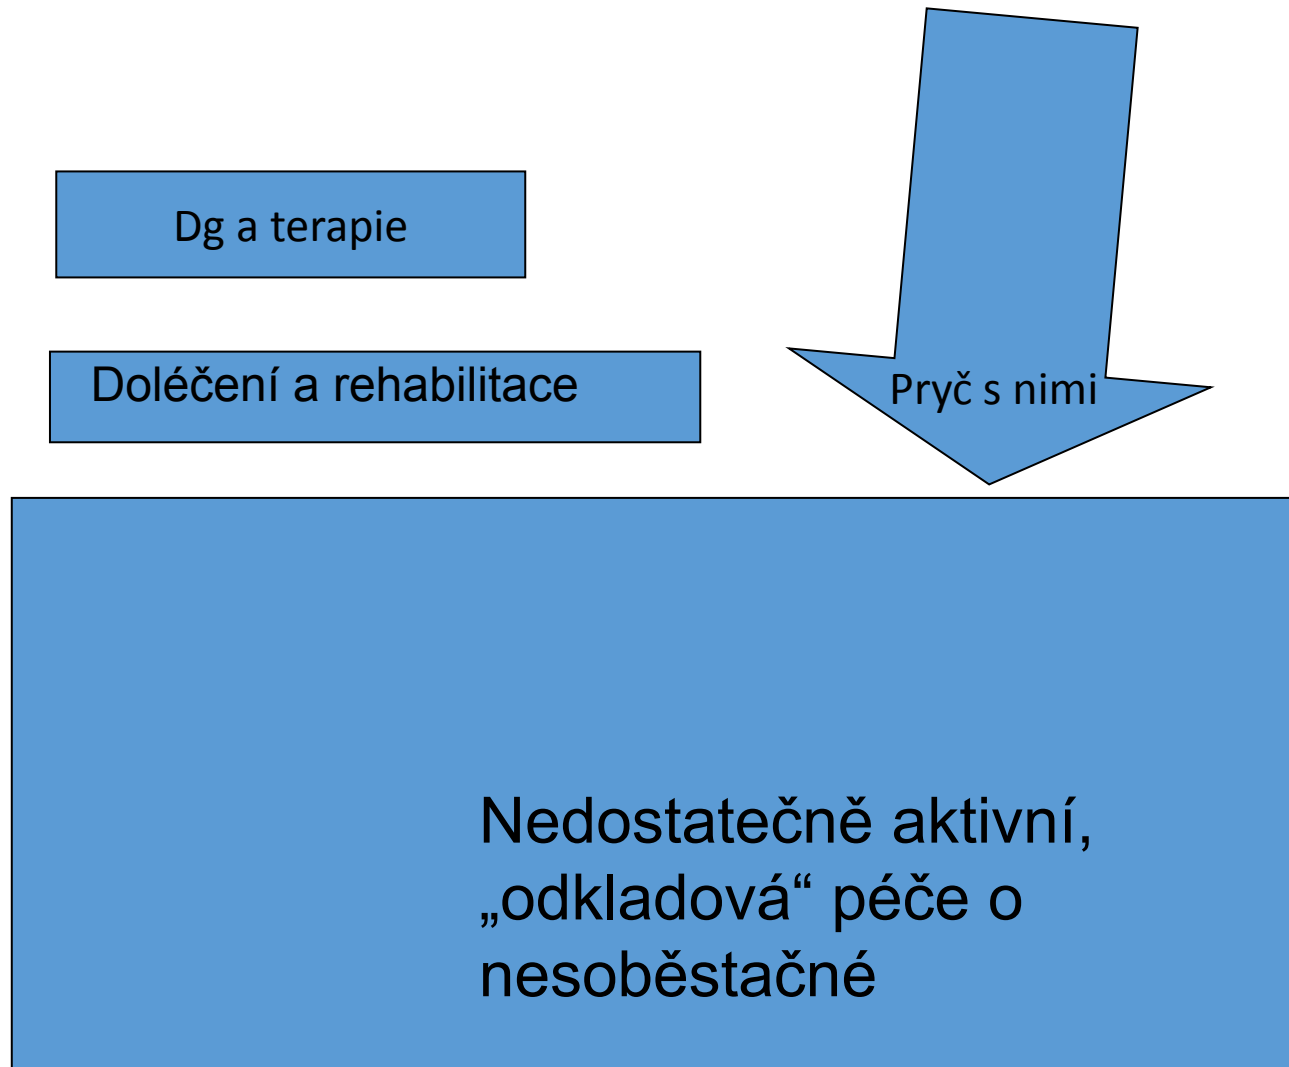 Dg a terapie
Doléčení a rehabilitace
Pryč s nimi
Nedostatečně aktivní,
„odkladová“ péče o
nesoběstačné